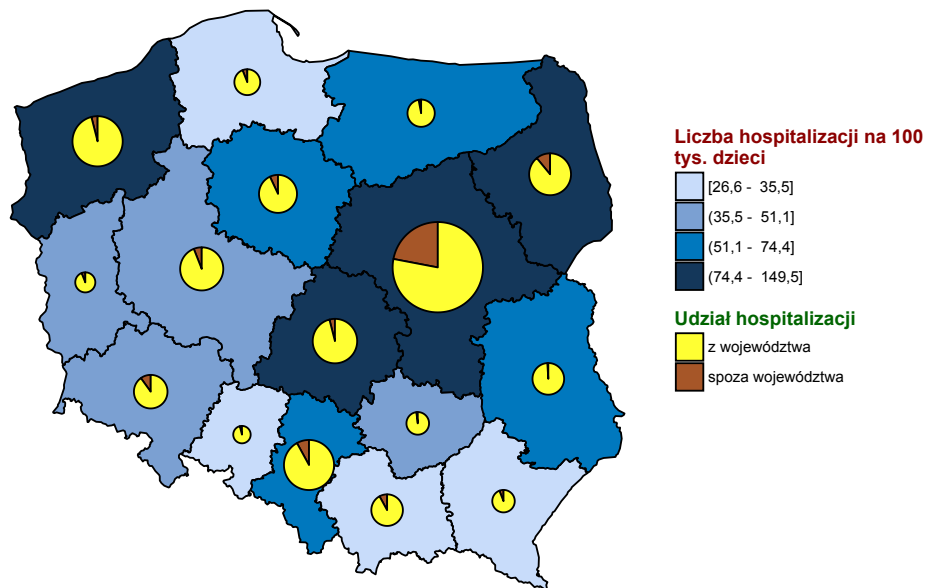 Liczba hospitalizacji na 100
tys. dzieci
[26,6 - 35,5]
(35,5 - 51,1]
(51,1 - 74,4]
(74,4 - 149,5]
Udział hospitalizacji
z województwa
spoza województwa